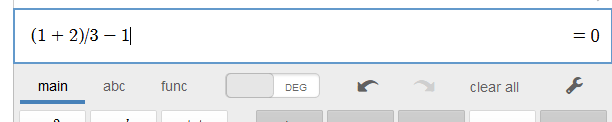 (1 + 2)/3 − 1 = 0
main abc func DEG clear all